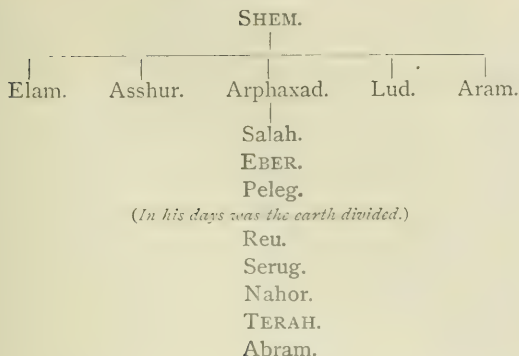 SHEM.
Elam. Asshur. Arphaxad. Lud. Aram.
Salah.
EBER.
Peleg.
(In his days was the earth divided.)
Reu.
Serug.
Nahor.
TERAH.
Abram.